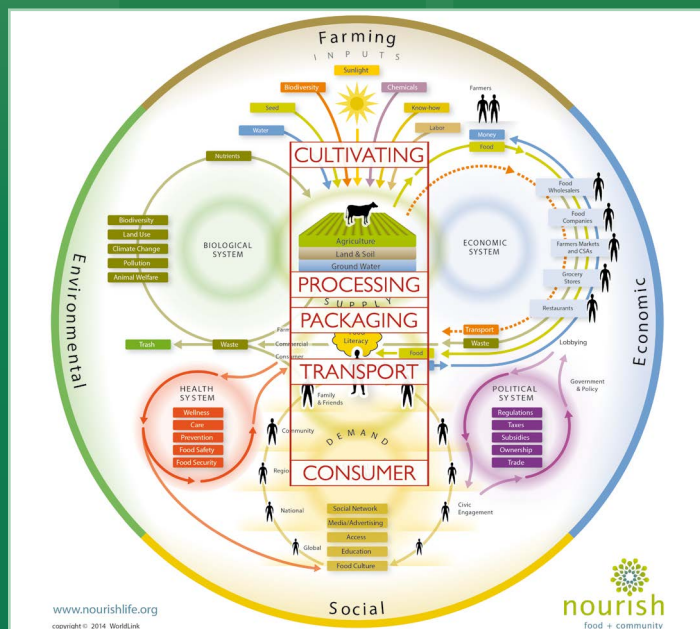 Farming
INPUTS
Sunlight
Biodiversity
Chemicals
Seed
Know-how
Water
Labor
Farmers
Money
Food
CULTIVATING
Nutrients
Food
Wholesalers
Food
Companies
Farmers Markets
and CSAs
Grocery
Stores
Restaurants
Biodiversity
Land Use
Climate Change
Pollution
Animal Welfare
BIOLOGICAL
SYSTEM
ECONOMIC
SYSTEM
Agriculture
Land & Soil
Ground Water
Environmental
Economic
PROCESSING
SUPPLY
PACKAGING
Literacy
Farm
Commercial
Consumer
Trash
Waste
Transport
Waste
Food
Lobbying
TRANSPORT
Government
& Policy
HEALTH
SYSTEM
Wellness
Care
Prevention
Food Safety
Food Security
Family
& Friends
Community
National
Global
DEMAND
POLITICAL
SYSTEM
Regulations
Taxes
Subsidies
Ownership
Trade
CONSUMER
Civic
Engagement
Social Network
Media/Advertising
Access
Education
Food Culture
Social
www.nourishlife.org
copyright © 2014 WorldLink
nourish
food + community